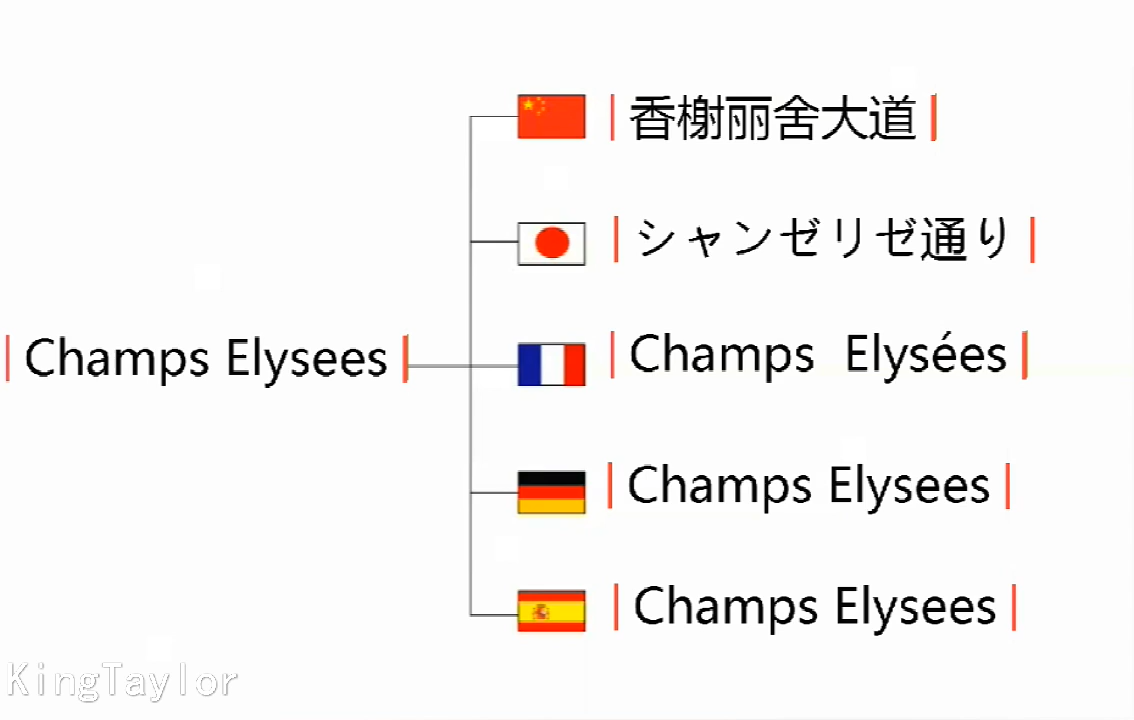 香榭丽舍大道
シャンゼリゼ通り
Champs Elysees
Champs Elysées
Champs Elysees
Champs Elysees
KingTaylor